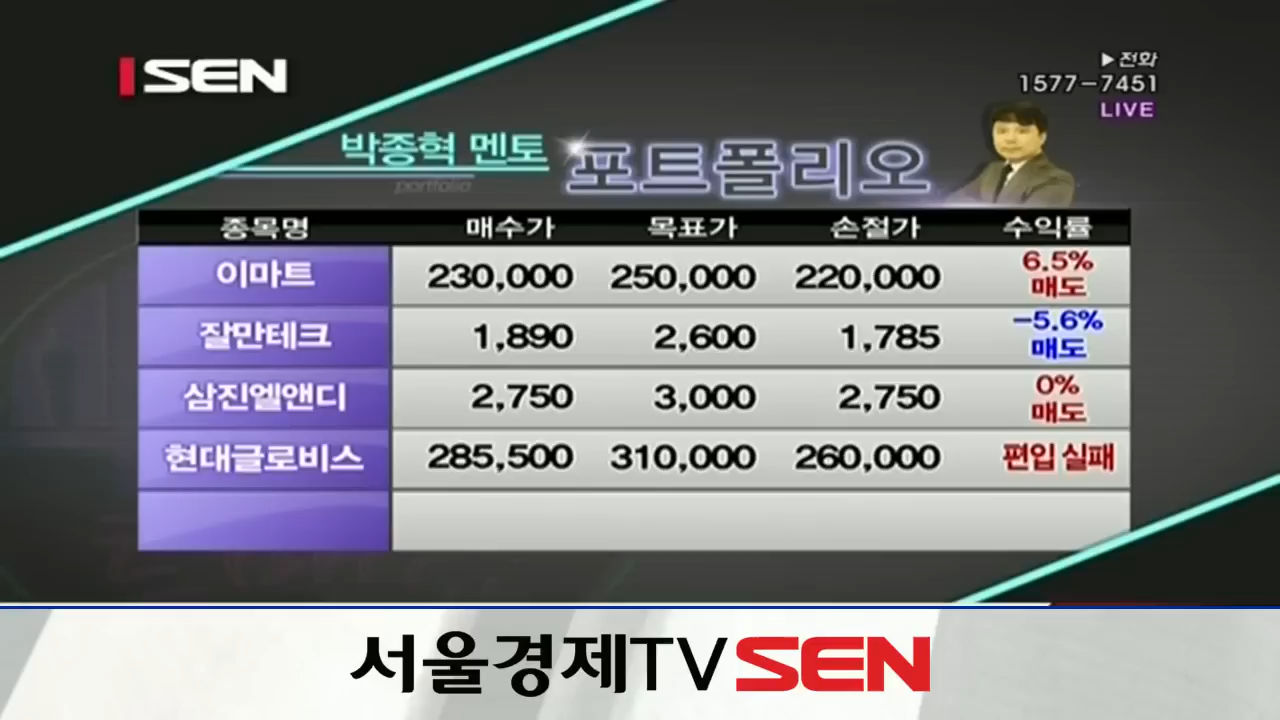 SEN
▶전화
1577-7451
LIVE
박종혁 멘토 포트폴리오
portfolio
종목명 매수가 목표가 손절가 수익률
이마트 230,000 250,000 220,000 6.5% 매도
잘만테크 1,890 2,600 1,785 -5.6% 매도
삼진엘앤디 2,750 3,000 2,750 0% 매도
현대글로비스 285,500 310,000 260,000 편입 실패
서울경제TV SEN